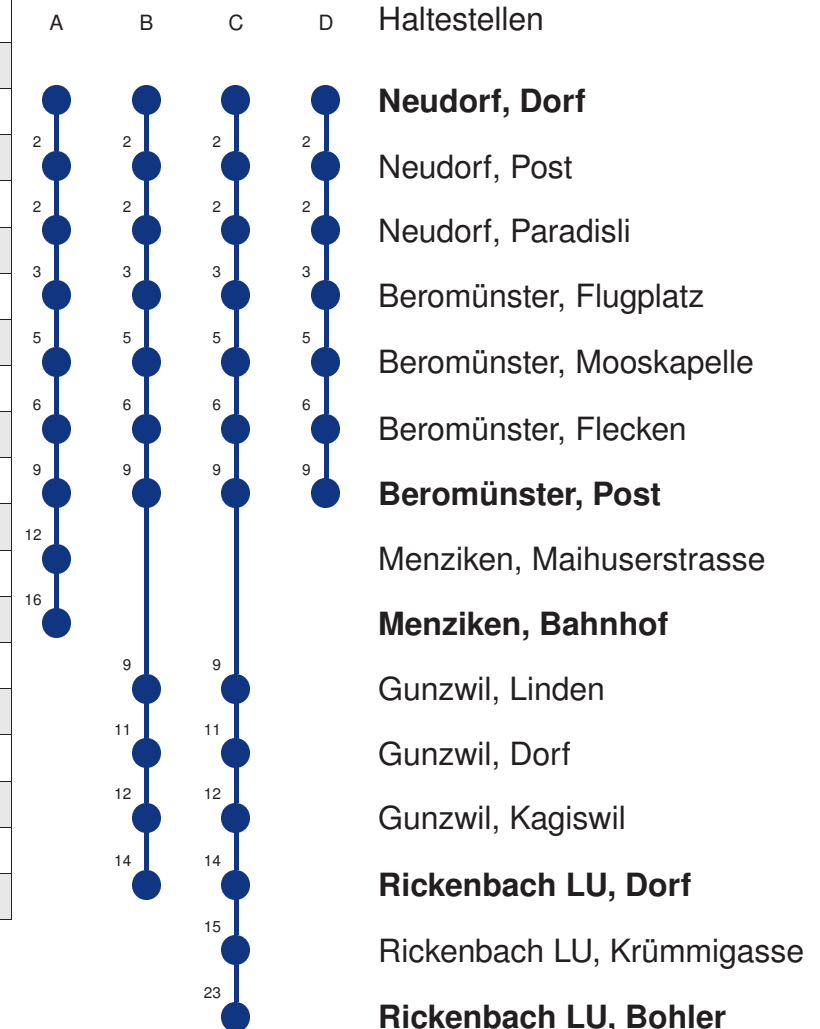 A B C D Haltestellen
Neudorf, Dorf
2 2 2 2 Neudorf, Post
2 2 2 2 Neudorf, Paradisli
3 3 3 3 Beromünster, Flugplatz
5 5 5 5 Beromünster, Mooskapelle
6 6 6 6 Beromünster, Flecken
9 9 9 9 Beromünster, Post
12 Menziken, Maihuserstrasse
16 Menziken, Bahnhof
9 9 Gunzwil, Linden
11 11 Gunzwil, Dorf
12 12 Gunzwil, Kagiswil
14 14 Rickenbach LU, Dorf
15 Rickenbach LU, Krümmigasse
23 Rickenbach LU, Bohler